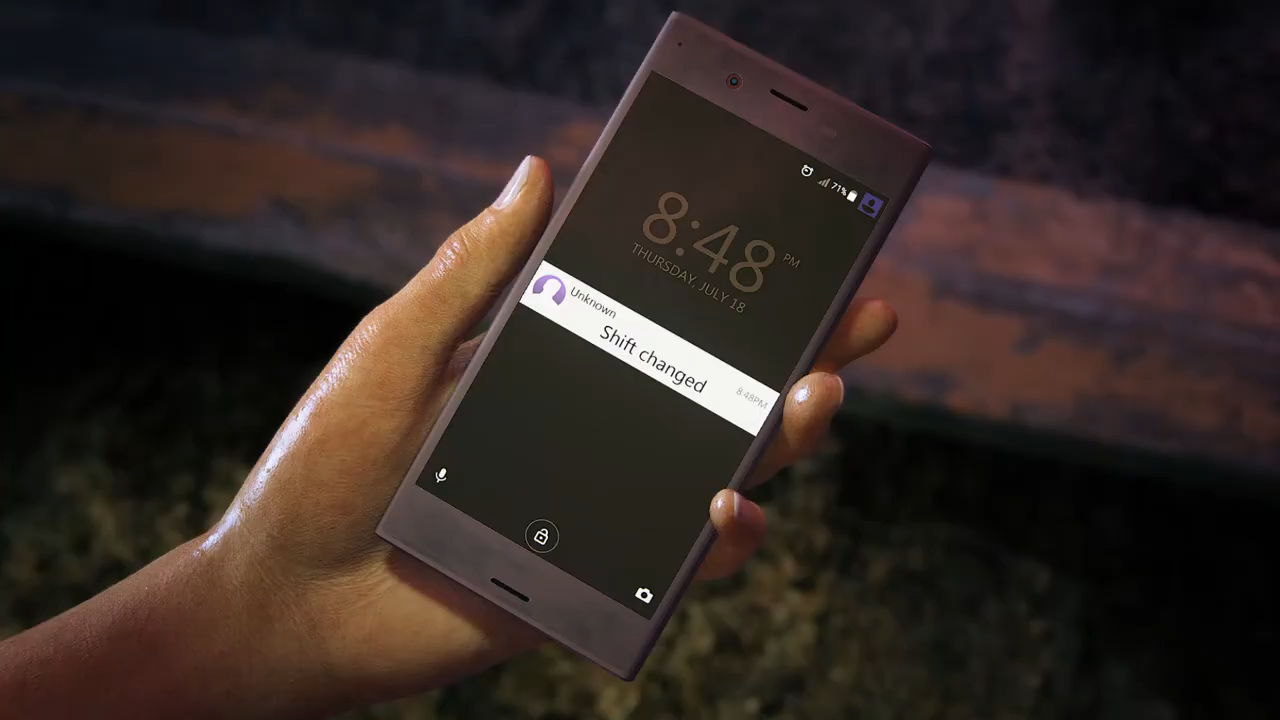 71%
8:48 PM
THURSDAY, JULY 18
Unknown
Shift changed
8:48PM